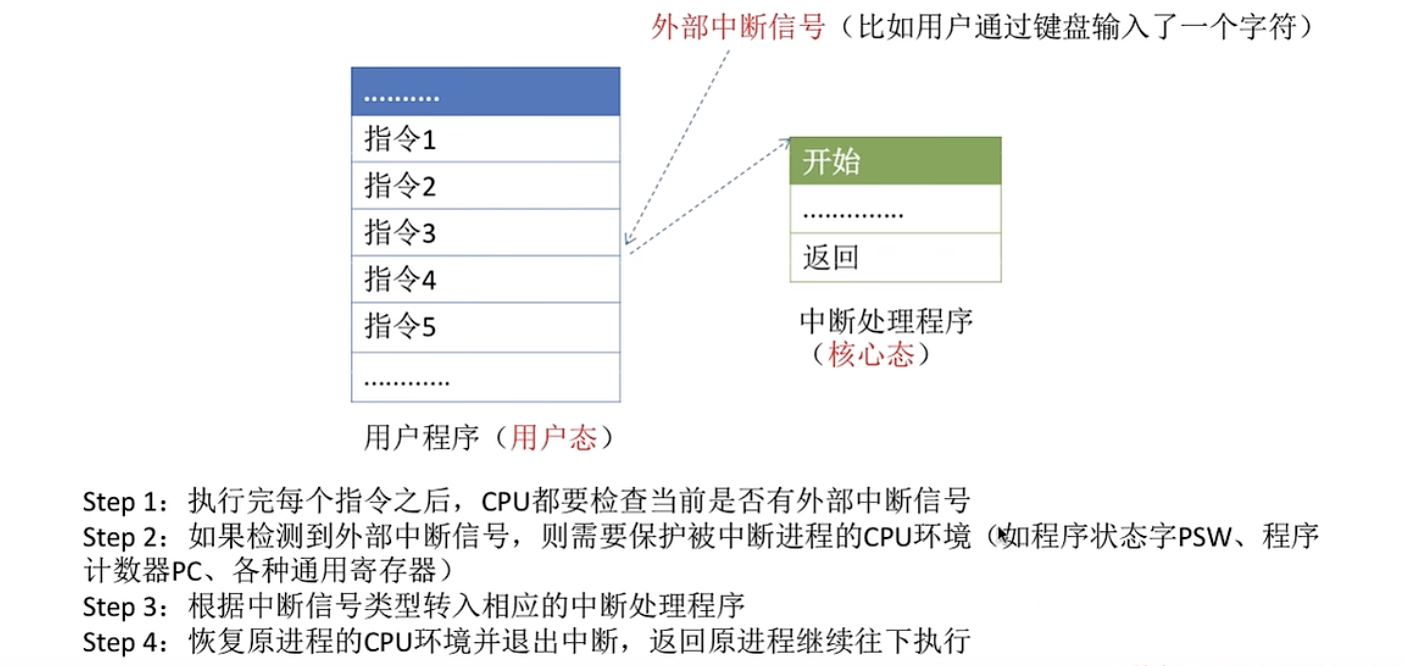 外部中断信号（比如用户通过键盘输入了一个字符）
..........
指令1
指令2
指令3
指令4
指令5
............
用户程序（用户态）
开始
..............
返回
中断处理程序
（核心态）
Step 1：执行完每个指令之后，CPU都要检查当前是否有外部中断信号
Step 2：如果检测到外部中断信号，则需要保护被中断进程的CPU环境（如程序状态字PSW、程序
计数器PC、各种通用寄存器）
Step 3：根据中断信号类型转入相应的中断处理程序
Step 4：恢复原进程的CPU环境并退出中断，返回原进程继续往下执行